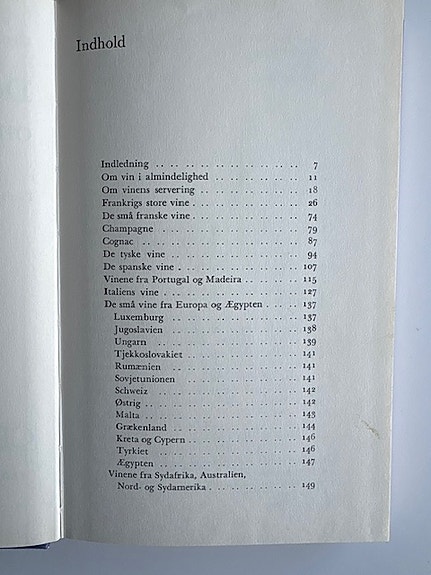 Indhold
Indledning .. .. .. .. .. .. .. .. .. 7
Om vin i almindelighed .. .. .. .. .. .. 11
Om vinens servering .. .. .. .. .. .. .. 18
Frankrigs store vine .. .. .. .. .. .. .. 26
De små franske vine .. .. .. .. .. .. .. 74
Champagne .. .. .. .. .. .. .. .. .. 79
Cognac .. .. .. .. .. .. .. .. .. 87
De tyske vine .. .. .. .. .. .. .. .. 94
De spanske vine .. .. .. .. .. .. .. .. 107
Vinene fra Portugal og Madeira .. .. .. .. 115
Italiens vine .. .. .. .. .. .. .. .. 127
De små vine fra Europa og Ægypten .. .. .. 137
Luxemburg .. .. .. .. .. .. .. .. 137
Jugoslavien .. .. .. .. .. .. .. .. 138
Ungarn .. .. .. .. .. .. .. .. 139
Tjekkoslovakiet .. .. .. .. .. .. .. 141
Rumænien .. .. .. .. .. .. .. .. 141
Sovjetunionen .. .. .. .. .. .. .. 141
Schweiz .. .. .. .. .. .. .. .. 142
Østrig .. .. .. .. .. .. .. .. 142
Malta .. .. .. .. .. .. .. .. 143
Grækenland .. .. .. .. .. .. .. 144
Kreta og Cypern .. .. .. .. .. .. .. 146
Tyrkiet .. .. .. .. .. .. .. .. 146
Ægypten .. .. .. .. .. .. .. .. 147
Vinene fra Sydafrika, Australien,
Nord- og Sydamerika .. .. .. .. .. .. 149